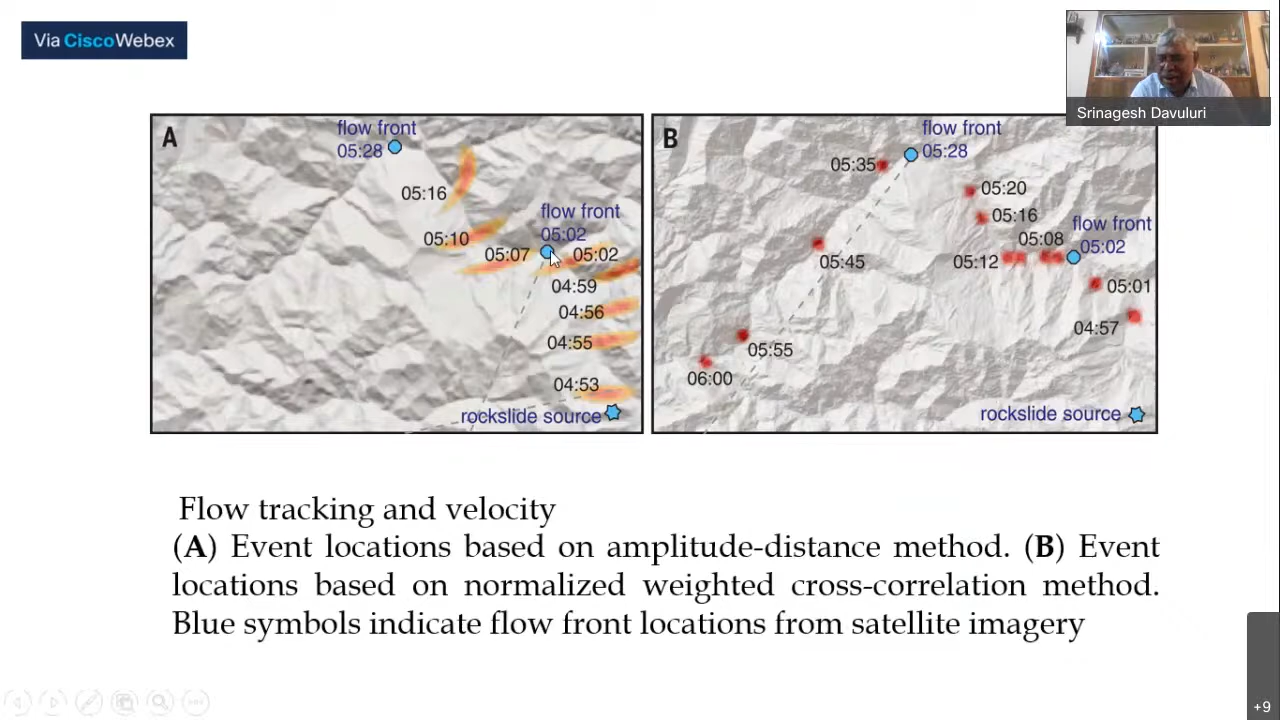 Via CiscoWebex
Srinagesh Davuluri
A
flow front
05:28
05:16
flow front
05:02
05:10
05:07
05:02
04:59
04:56
04:55
04:53
rockslide source
B
flow front
05:28
05:35
05:20
05:16
flow front
05:08
05:02
05:45
05:12
05:01
04:57
05:55
06:00
rockslide source
Flow tracking and velocity
(A) Event locations based on amplitude-distance method. (B) Event
locations based on normalized weighted cross-correlation method.
Blue symbols indicate flow front locations from satellite imagery
+9